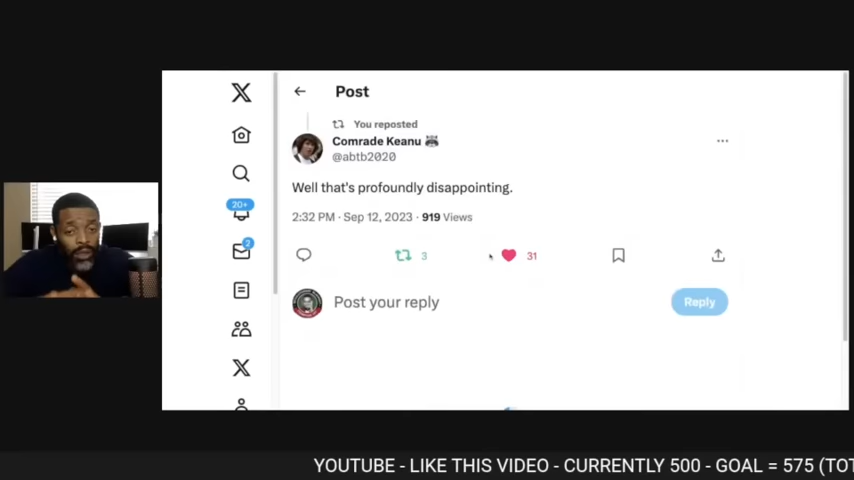 Post
You reposted
Comrade Keanu
@abtb2020
Well that's profoundly disappointing.
2:32 PM · Sep 12, 2023 · 919 Views
20+
2
3
31
Post your reply
Reply
YOUTUBE - LIKE THIS VIDEO - CURRENTLY 500 - GOAL = 575 (TOT